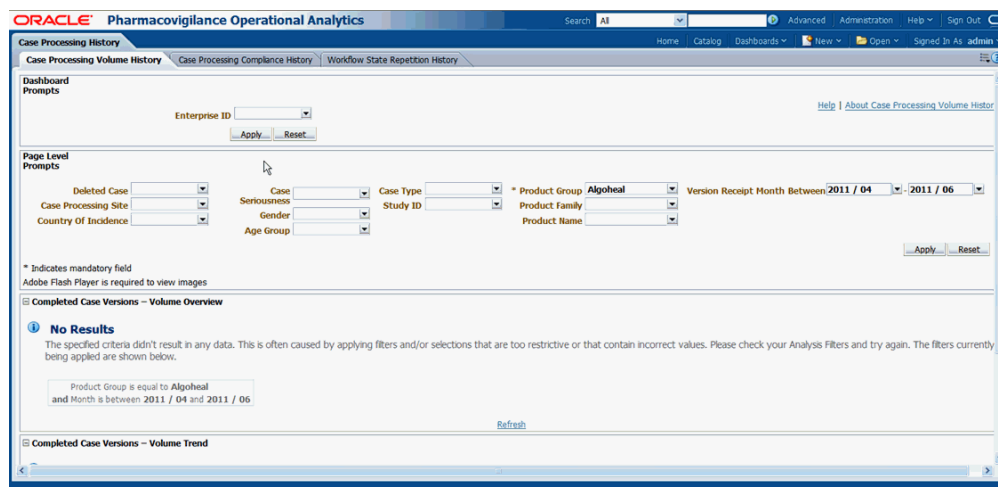 ORACLE® Pharmacovigilance Operational Analytics Search All Advanced Administration Help Sign Out
Case Processing History Home Catalog Dashboards New Open Signed In As admin
Case Processing Volume History Case Processing Compliance History Workflow State Repetition History
Dashboard
Prompts
Help | About Case Processing Volume Histor
Enterprise ID
Apply Reset
Page Level
Prompts
Deleted Case Case Seriousness Case Type * Product Group Algoheal Version Receipt Month Between 2011 / 04 - 2011 / 06
Case Processing Site Gender Study ID Product Family
Country Of Incidence Age Group Product Name
Apply Reset
* Indicates mandatory field
Adobe Flash Player is required to view images
Completed Case Versions – Volume Overview
No Results
The specified criteria didn't result in any data. This is often caused by applying filters and/or selections that are too restrictive or that contain incorrect values. Please check your Analysis Filters and try again. The filters currently
being applied are shown below.
Product Group is equal to Algoheal
and Month is between 2011 / 04 and 2011 / 06
Refresh
Completed Case Versions – Volume Trend